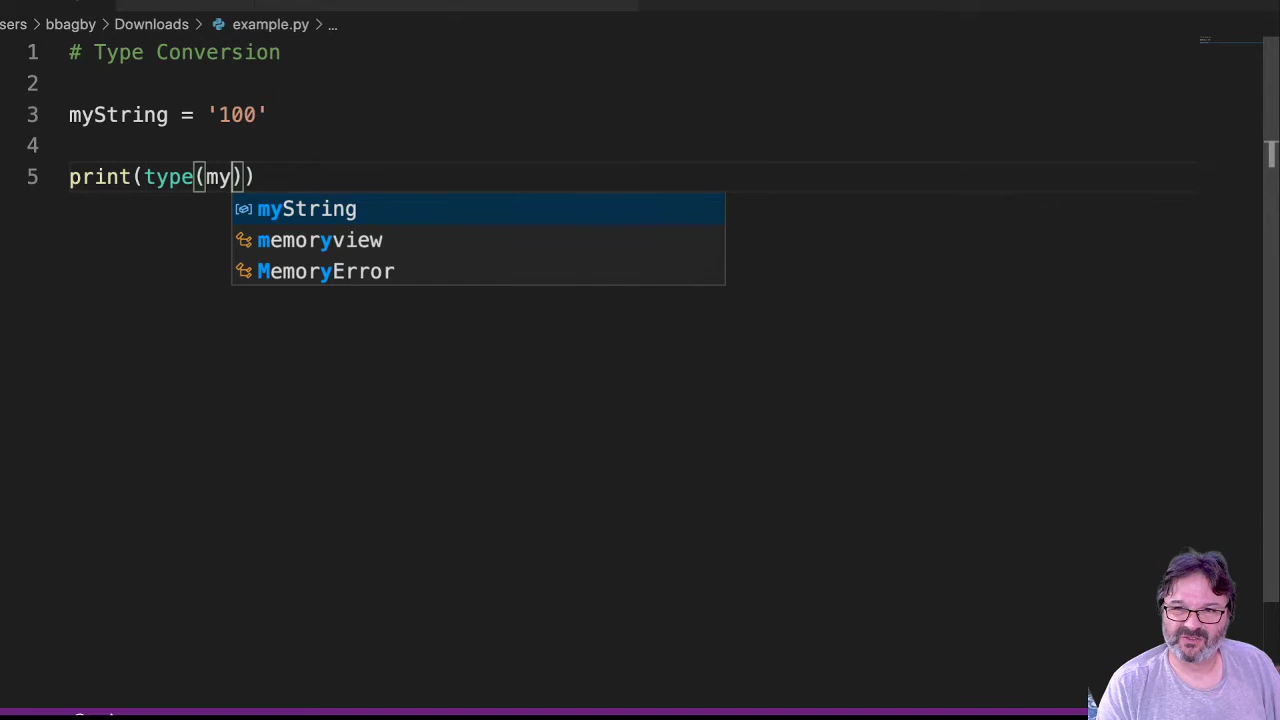 sers > bbagby > Downloads > example.py > ...
1 # Type Conversion
2
3 myString = '100'
4
5 print(type(my))
myString
memoryview
MemoryError